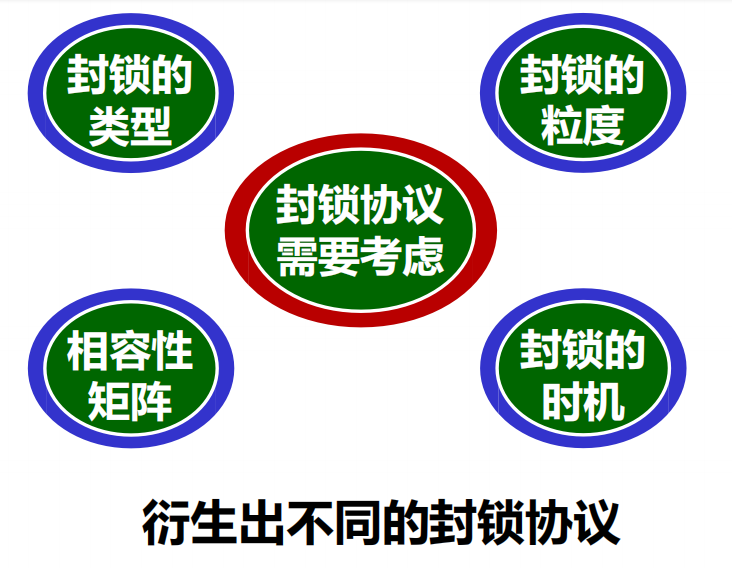 封锁的
类型
封锁的
粒度
封锁协议
需要考虑
相容性
矩阵
封锁的
时机
衍生出不同的封锁协议